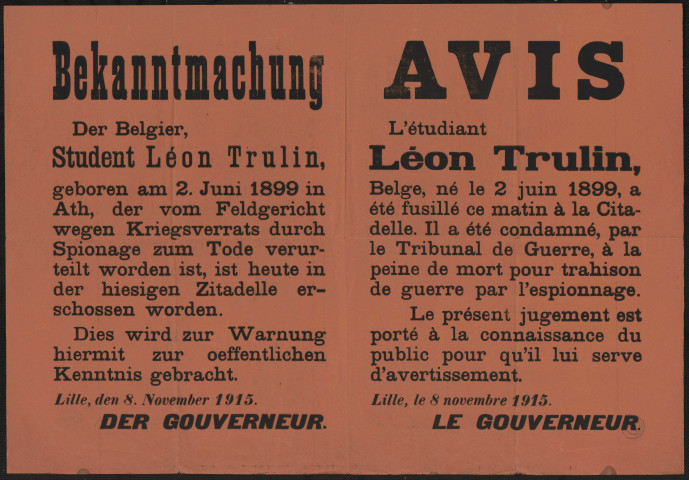 Bekanntmachung
Der Belgier,
Student Léon Trulin,
geboren am 2. Juni 1899 in
Ath, der vom Feldgericht
wegen Kriegsverrats durch
Spionage zum Tode verur-
teilt worden ist, ist heute in
der hiesigen Zitadelle er-
schossen worden.
Dies wird zur Warnung
hiermit zur oeffentlichen
Kenntnis gebracht.
Lille, den 8. November 1915.
DER GOUVERNEUR.
AVIS
L'étudiant
Léon Trulin,
Belge, né le 2 juin 1899, a
été fusillé ce matin à la Cita-
delle. Il a été condamné, par
le Tribunal de Guerre, à la
peine de mort pour trahison
de guerre par l'espionnage.
Le présent jugement est
porté à la connaissance du
public pour qu'il lui serve
d'avertissement.
Lille, le 8 novembre 1915.
LE GOUVERNEUR.